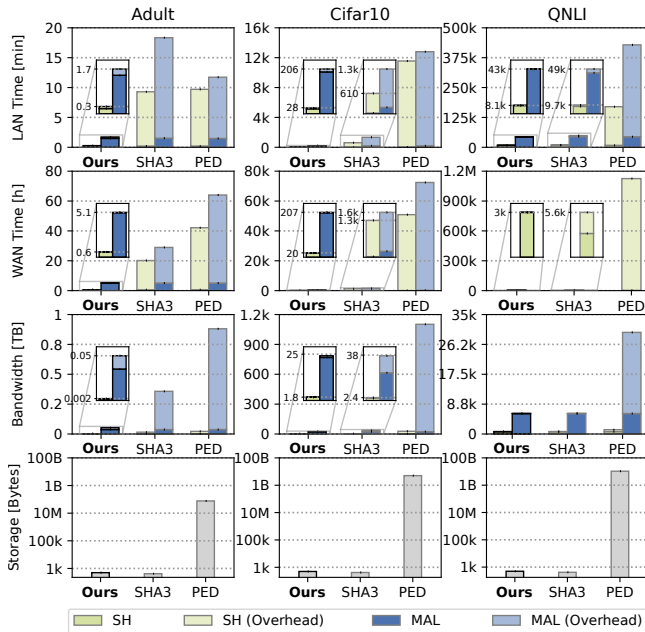 Adult
Cifar10
QNLI
LAN Time [min]
20
15
10
5
0
1.7
0.3
Ours
SHA3
PED
16k
12k
8k
4k
0
206
28
1.3k
610
Ours
SHA3
PED
500k
375k
250k
125k
0
43k
8.1k
49k
9.7k
Ours
SHA3
PED
WAN Time [h]
80
60
40
20
0
5.1
0.6
Ours
SHA3
PED
80k
60k
40k
20k
0
207
20
1.6k
1.3k
Ours
SHA3
PED
1.2M
900k
600k
300k
0
3k
5.6k
Ours
SHA3
PED
Bandwidth [TB]
1
0.8
0.5
0.2
0
0.05
0.002
Ours
SHA3
PED
1.2k
900
600
300
0
25
1.8
38
2.4
Ours
SHA3
PED
35k
26.2k
17.5k
8.8k
0
Ours
SHA3
PED
Storage [Bytes]
100B
1B
10M
100k
1k
Ours
SHA3
PED
100B
1B
10M
100k
1k
Ours
SHA3
PED
100B
1B
10M
100k
1k
Ours
SHA3
PED
SH
SH (Overhead)
MAL
MAL (Overhead)